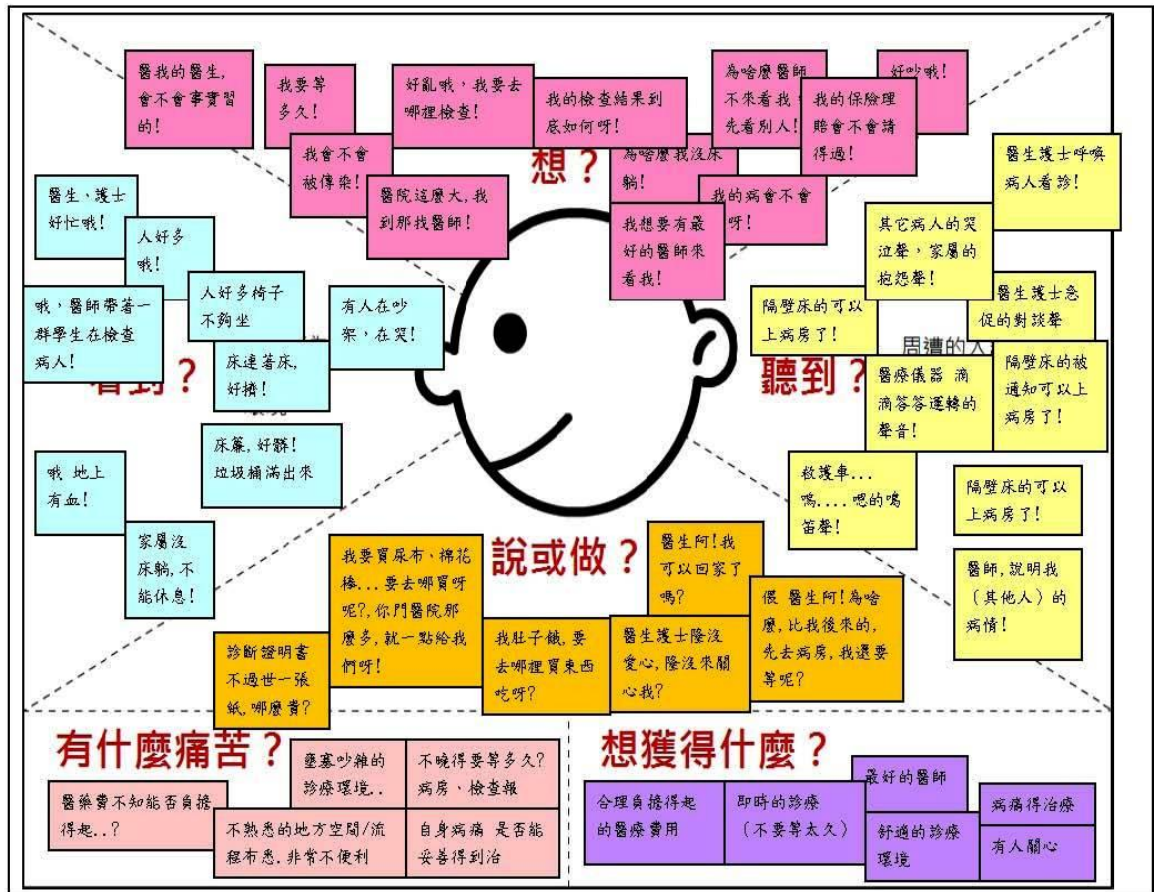 醫我的醫生,
會不會事實習
的!
我要等
多久!
好亂哦,我要去
哪裡檢查!
我的檢查結果到
底如何呀!
為啥麼醫師
不來看我
先看別人!
我的保險理
賠會不會請
得過!
好吵哦!
我會不會
被傳染!
醫院這麼大,我
到那找醫師!
想?
為啥麼我沒床
躺!
我的病會不會
呀!
我想要有最
好的醫師來
看我!
醫生、護士
好忙哦!
人好多
哦!
哦,醫師帶著一
群學生在檢查
病人!
人好多椅子
不夠坐
有人在吵
架,在哭!
床連著床,
好擠!
看到?
床簾,好髒!
垃圾桶滿出來
哦 地上
有血!
家屬沒
床躺,不
能休息!
醫生護士呼喚
病人看診!
其它病人的哭
泣聲,家屬的
抱怨聲!
隔壁床的可以
上病房了!
醫生護士急
促的對談聲
周遭的人
聽到?
醫療儀器 滴
滴答答運轉的
聲音!
隔壁床的被
通知可以上
病房了!
救護車...
嗚....嗯的鳴
笛聲!
隔壁床的可以
上病房了!
醫師,說明我
(其他人)的
病情!
說或做?
我要買尿布、棉花
棒...要去哪買呀
呢?,你門醫院那
麼多,就一點給我
們呀!
診斷證明書
不過世一張
紙,哪麼貴?
我肚子餓,要
去哪裡買東西
吃呀?
醫生阿!我
可以回家了
嗎?
醫生護士隆沒
愛心,隆沒來關
心我?
假 醫生阿!為啥
麼,比我後來的,
先去病房,我還要
等呢?
有什麼痛苦?
醫藥費不知能否負擔
得起..?
壅塞吵雜的
診療環境..
不曉得要等多久?
病房、檢查報
不熟悉的地方空間/流
程布悉,非常不便利
自身病痛 是否能
妥善得到治
想獲得什麼?
合理負擔得起
的醫療費用
即時的診療
(不要等太久)
最好的醫師
舒適的診療
環境
病痛得治療
有人關心